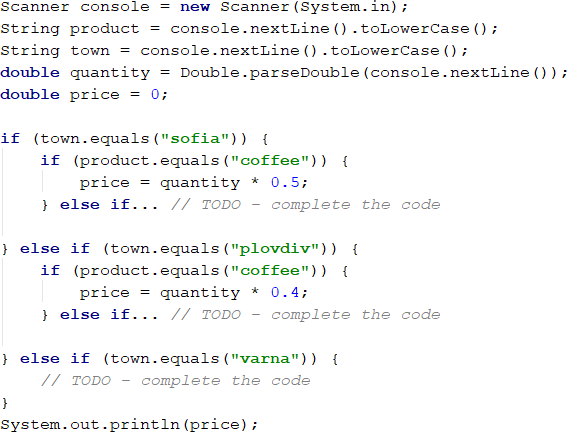 Scanner console = new Scanner(System.in);
String product = console.nextLine().toLowerCase();
String town = console.nextLine().toLowerCase();
double quantity = Double.parseDouble(console.nextLine());
double price = 0;

if (town.equals("sofia")) {
    if (product.equals("coffee")) {
        price = quantity * 0.5;
    } else if... // TODO – complete the code

} else if (town.equals("plovdiv")) {
    if (product.equals("coffee")) {
        price = quantity * 0.4;
    } else if... // TODO – complete the code

} else if (town.equals("varna")) {
    // TODO – complete the code
}
System.out.println(price);